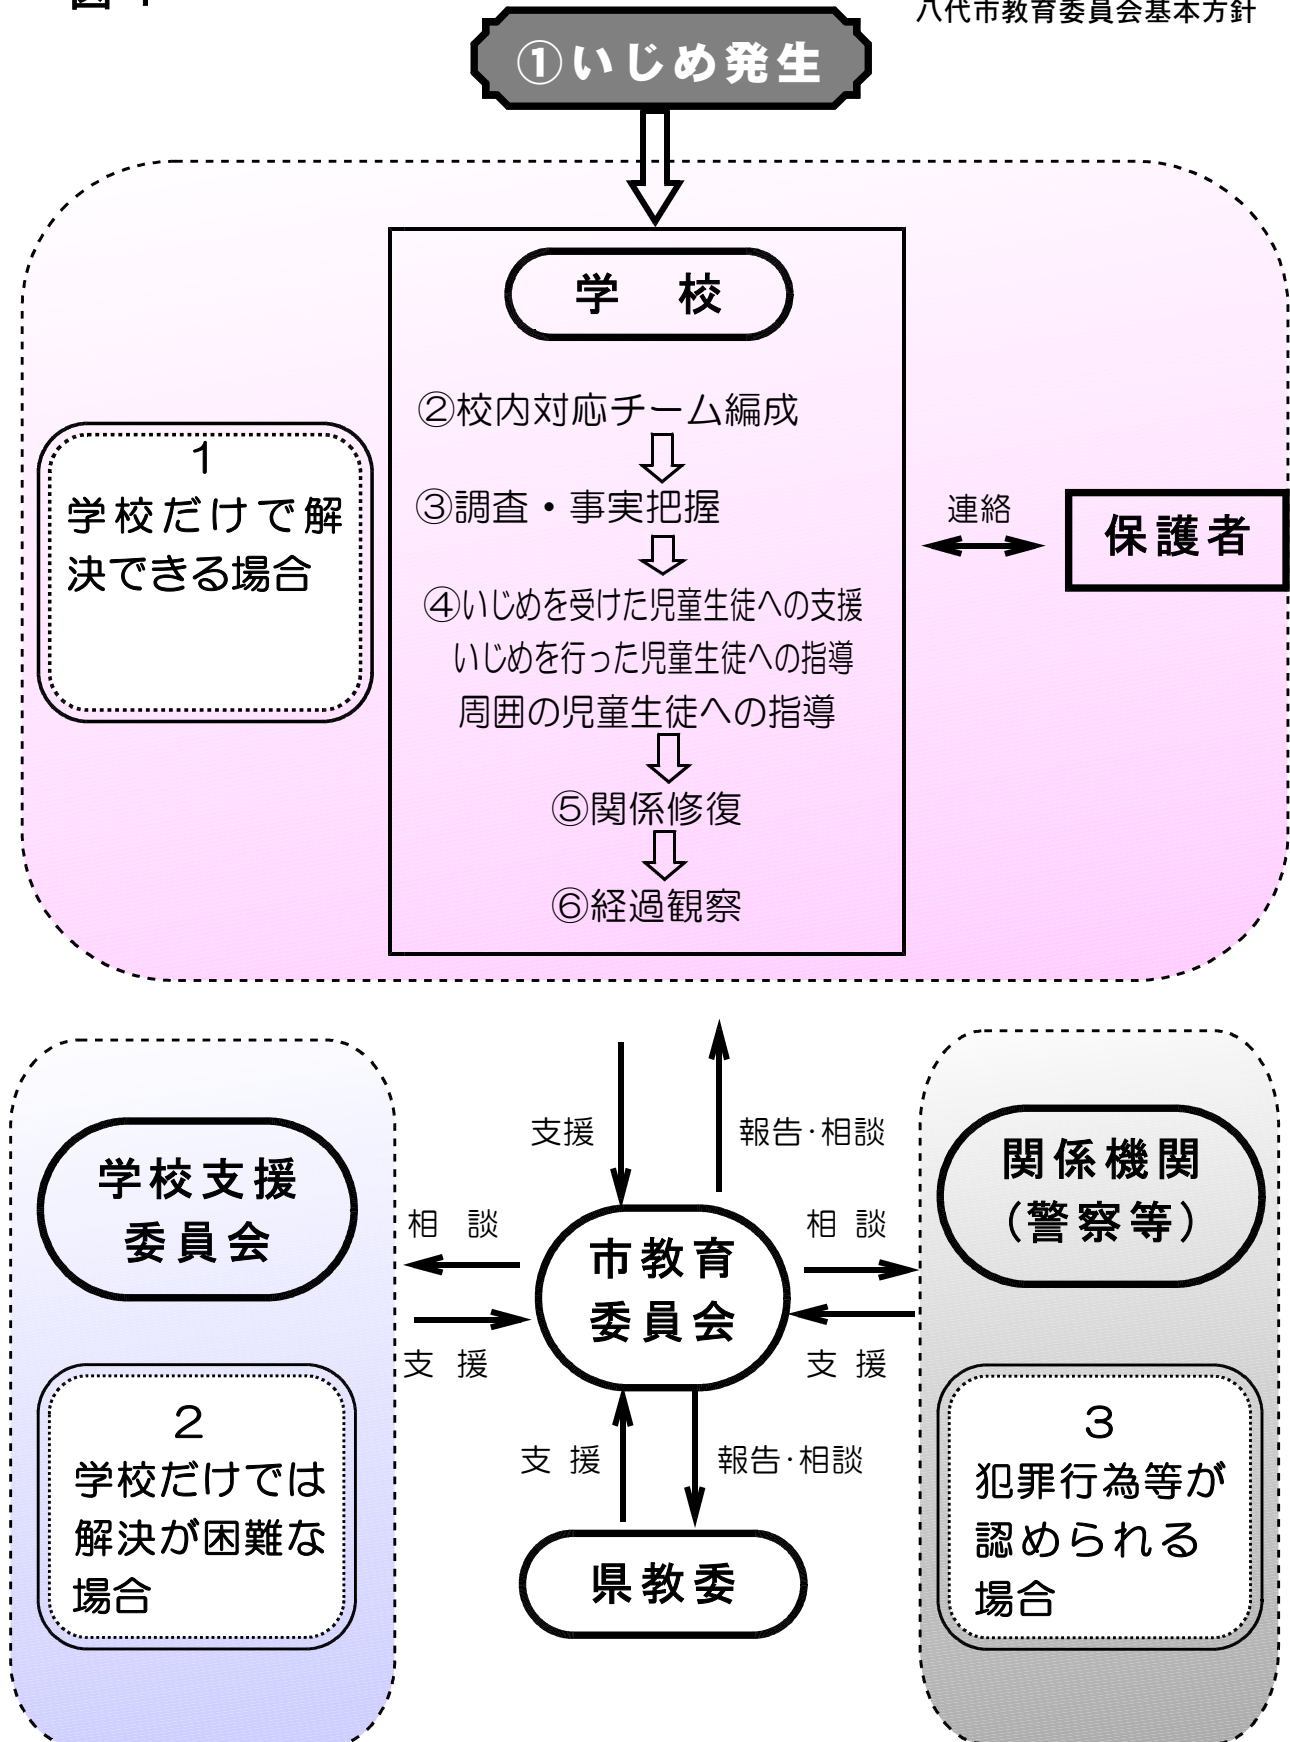 八代市教育委員会基本方針
①いじめ発生
学　校
②校内対応チーム編成
③調査・事実把握
④いじめを受けた児童生徒への支援
いじめを行った児童生徒への指導
周囲の児童生徒への指導
⑤関係修復
⑥経過観察
1
学校だけで解
決できる場合
連絡
保護者
支援
報告・相談
学校支援
委員会
相　談
支　援
市教育
委員会
相　談
支　援
関係機関
（警察等）
2
学校だけでは
解決が困難な
場合
支　援
報告・相談
県教委
3
犯罪行為等が
認められる
場合